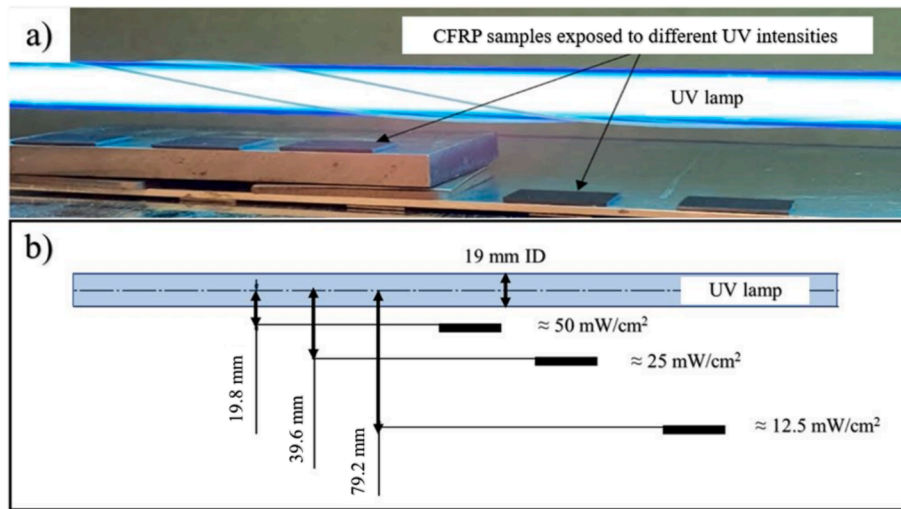 a)
CFRP samples exposed to different UV intensities
UV lamp
b)
19 mm ID
UV lamp
≈ 50 mW/cm²
≈ 25 mW/cm²
≈ 12.5 mW/cm²
19.8 mm
39.6 mm
79.2 mm